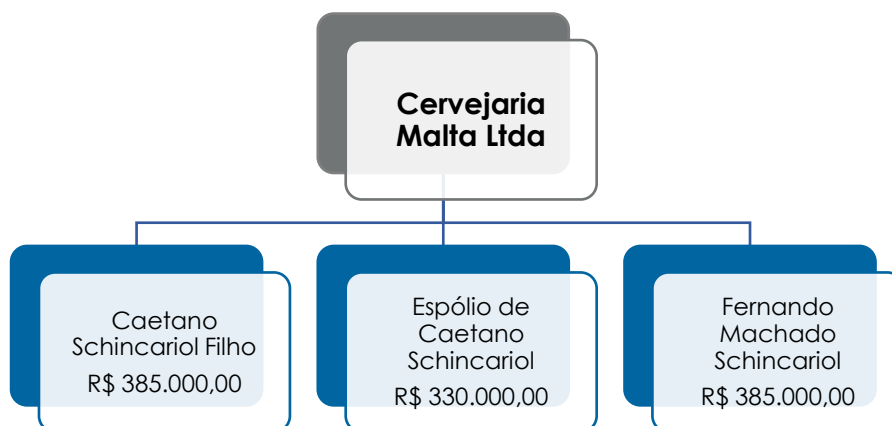 Cervejaria
Malta Ltda
Caetano
Schincariol Filho
R$ 385.000,00
Espólio de
Caetano
Schincariol
R$ 330.000,00
Fernando
Machado
Schincariol
R$ 385.000,00